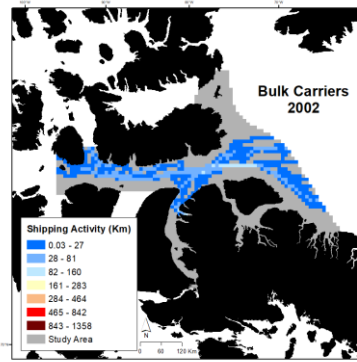 Bulk Carriers
2002
Shipping Activity (Km)
0.03 - 27
28 - 81
82 - 160
161 - 283
284 - 464
465 - 842
843 - 1358
Study Area
N
0 60 120 Km